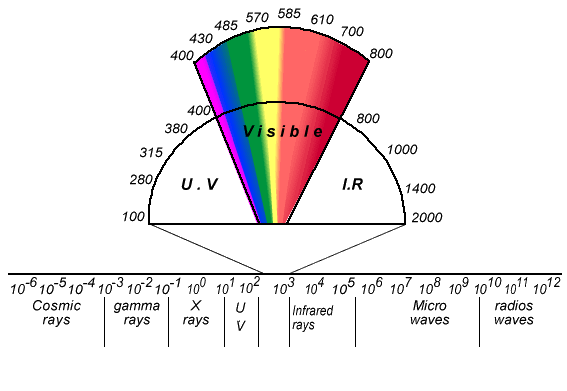 400 430 485 570 585 610 700 800
100 280 315 380 400
Visible
800 1000 1400 2000
U.V
I.R
10-6 10-5 10-4 10-3 10-2 10-1 100 101 102 103 104 105 106 107 108 109 1010 1011 1012
Cosmic rays
gamma rays
X rays
U V
Infrared rays
Micro waves
radios waves